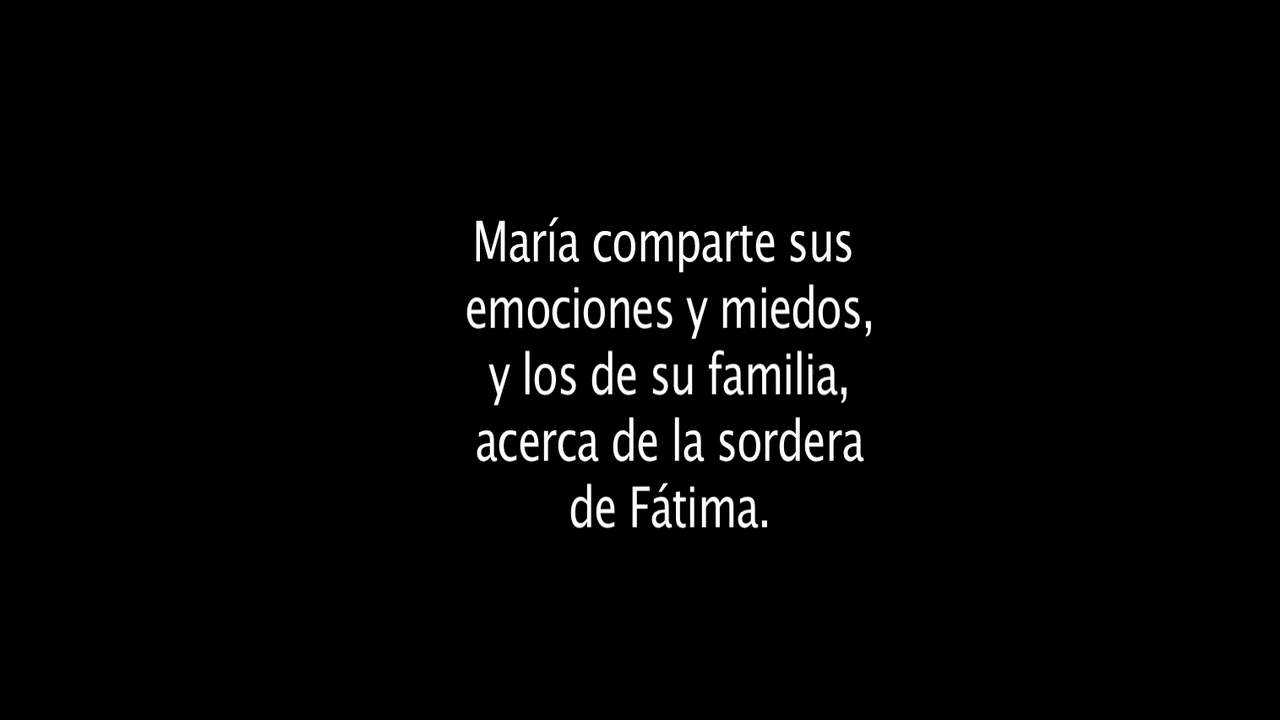 María comparte sus
emociones y miedos,
y los de su familia,
acerca de la sordera
de Fátima.